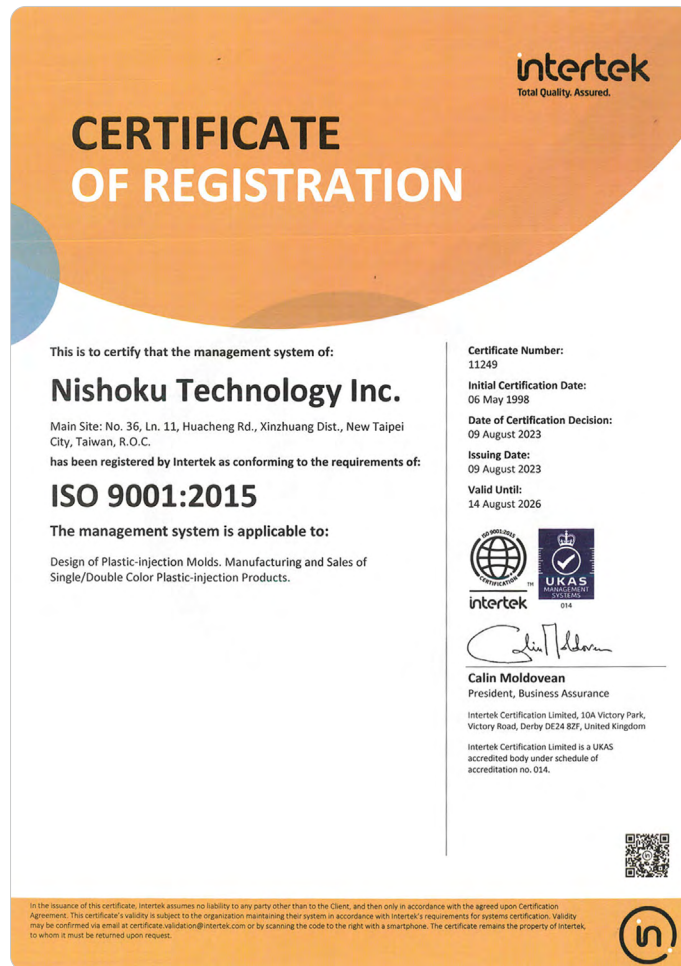 intertek
Total Quality. Assured.
CERTIFICATE
OF REGISTRATION
This is to certify that the management system of:
Nishoku Technology Inc.
Main Site: No. 36, Ln. 11, Huacheng Rd., Xinzhuang Dist., New Taipei
City, Taiwan, R.O.C.
has been registered by Intertek as conforming to the requirements of:
ISO 9001:2015
The management system is applicable to:
Design of Plastic-injection Molds. Manufacturing and Sales of
Single/Double Color Plastic-injection Products.
Certificate Number:
11249
Initial Certification Date:
06 May 1998
Date of Certification Decision:
09 August 2023
Issuing Date:
09 August 2023
Valid Until:
14 August 2026
ISO 9001:2015
CERTIFICATION
TM
intertek
UKAS
MANAGEMENT
SYSTEMS
014
Calin Moldovean
Calin Moldovean
President, Business Assurance
Intertek Certification Limited, 10A Victory Park,
Victory Road, Derby DE24 8ZF, United Kingdom
Intertek Certification Limited is a UKAS
accredited body under schedule of
accreditation no. 014.
In the issuance of this certificate, Intertek assumes no liability to any party other than to the Client, and then only in accordance with the agreed upon Certification
Agreement. This certificate's validity is subject to the organization maintaining their system in accordance with Intertek's requirements for systems certification. Validity
may be confirmed via email at certificate.validation@intertek.com or by scanning the code to the right with a smartphone. The certificate remains the property of Intertek,
to whom it must be returned upon request.
in